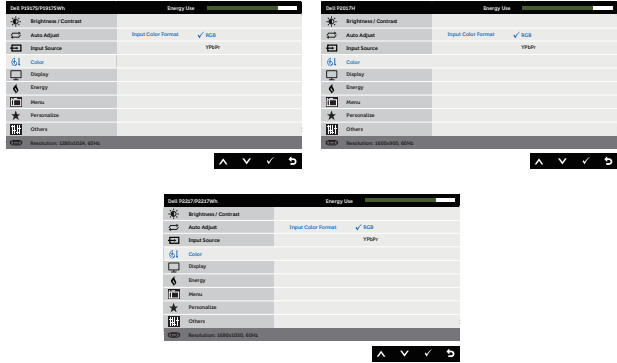 Dell P1917S/P1917SWh Energy Use
Brightness / Contrast
Auto Adjust Input Color Format ✓ RGB
Input Source YPbPr
Color
Display
Energy
Menu
Personalize
Others
Resolution: 1280x1024, 60Hz
Dell P2017H Energy Use
Brightness / Contrast
Auto Adjust Input Color Format ✓ RGB
Input Source YPbPr
Color
Display
Energy
Menu
Personalize
Others
Resolution: 1600x900, 60Hz
Dell P2217/P2217Wh Energy Use
Brightness / Contrast
Auto Adjust Input Color Format ✓ RGB
Input Source YPbPr
Color
Display
Energy
Menu
Personalize
Others
Resolution: 1680x1050, 60Hz